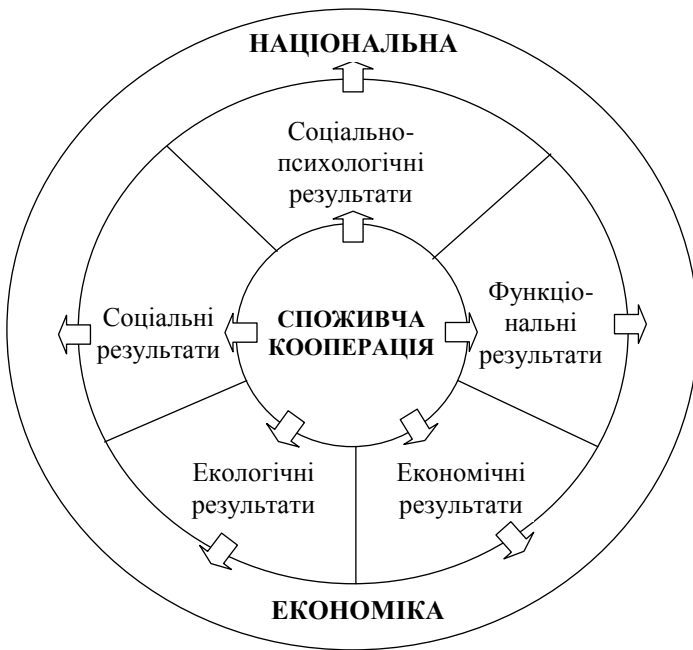 НАЦІОНАЛЬНА
Соціально-
психологічні
результати
Соціальні
результати
СПОЖИВЧА
КООПЕРАЦІЯ
Функціо-
нальні
результати
Екологічні
результати
Економічні
результати
ЕКОНОМІКА